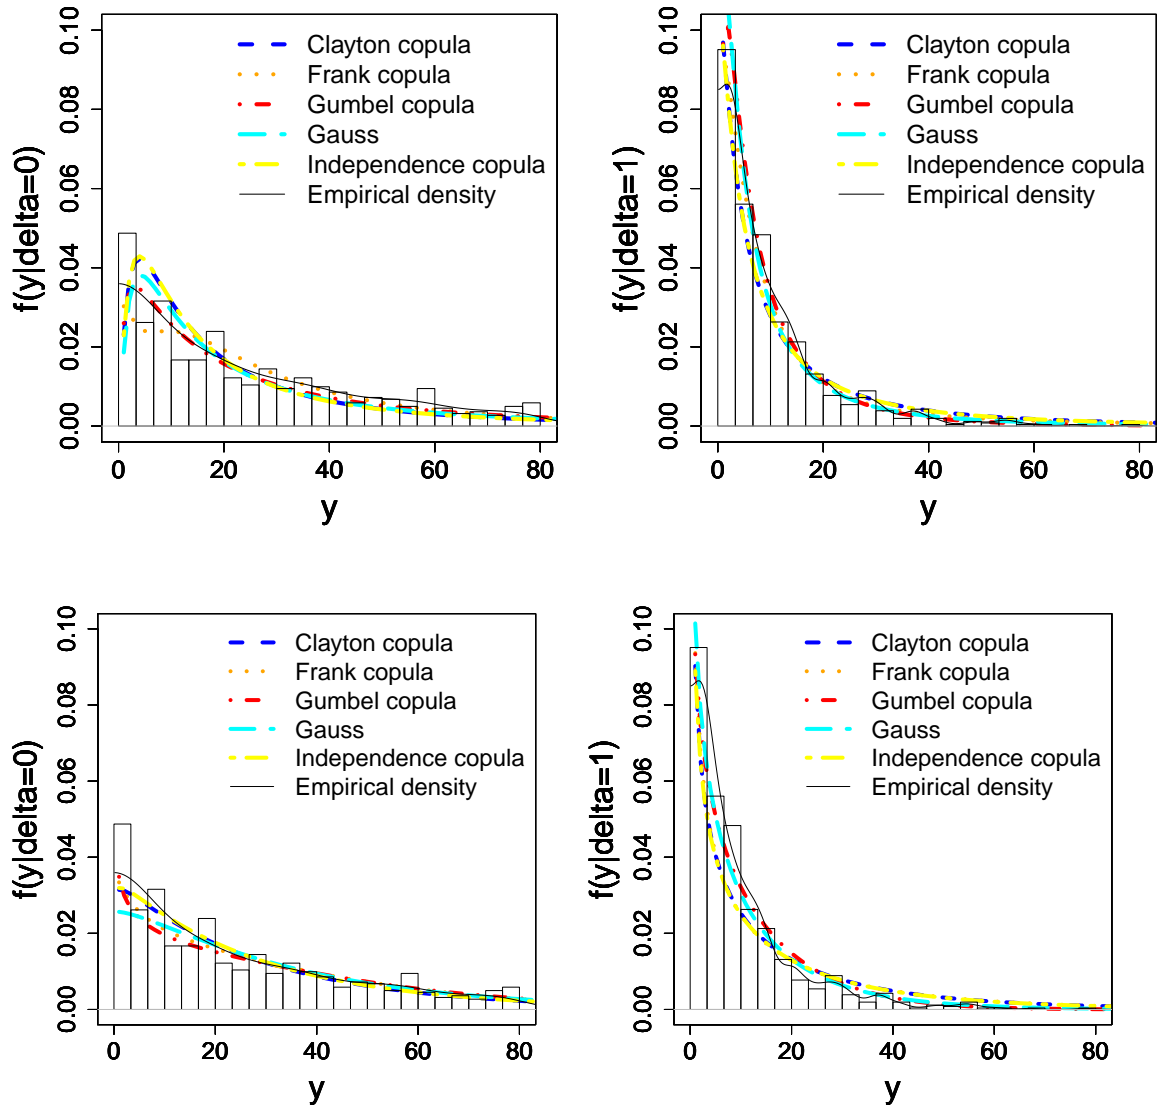 f(y|delta=0)
0.00 0.02 0.04 0.06 0.08 0.10
Clayton copula
Frank copula
Gumbel copula
Gauss
Independence copula
Empirical density
0 20 40 60 80
y
f(y|delta=1)
0.00 0.02 0.04 0.06 0.08 0.10
Clayton copula
Frank copula
Gumbel copula
Gauss
Independence copula
Empirical density
0 20 40 60 80
y
f(y|delta=0)
0.00 0.02 0.04 0.06 0.08 0.10
Clayton copula
Frank copula
Gumbel copula
Gauss
Independence copula
Empirical density
0 20 40 60 80
y
f(y|delta=1)
0.00 0.02 0.04 0.06 0.08 0.10
Clayton copula
Frank copula
Gumbel copula
Gauss
Independence copula
Empirical density
0 20 40 60 80
y